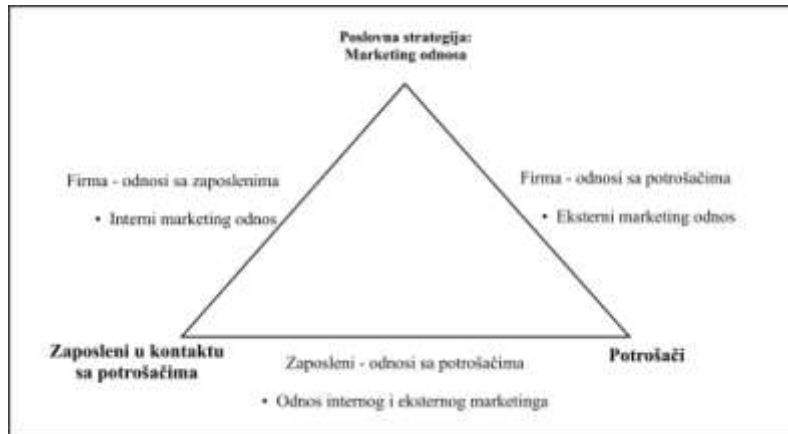 Poslovna strategija:
Marketing odnosa
Firma - odnosi sa zaposlenima
• Interni marketing odnos
Firma - odnosi sa potrošačima
• Eksterni marketing odnos
Zaposleni u kontaktu
sa potrošačima
Zaposleni - odnosi sa potrošačima
• Odnos internog i eksternog marketinga
Potrošači